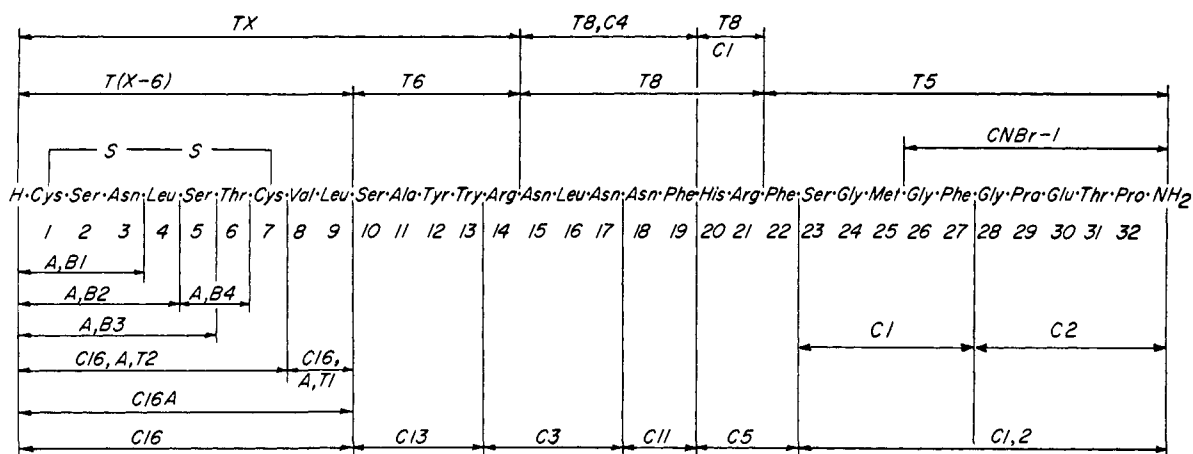 TX T8,C4 T8
C1
T(X-6) T6 T8 T5
CNBr-1
S S
H·Cys·Ser·Asn·Leu·Ser·Thr·Cys·Val·Leu·Ser·Ala·Tyr·Try·Arg·Asn·Leu·Asn·Asn·Phe·His·Arg·Phe·Ser·Gly·Met·Gly·Phe·Gly·Pro·Glu·Thr·Pro·NH2
1 2 3 4 5 6 7 8 9 10 11 12 13 14 15 16 17 18 19 20 21 22 23 24 25 26 27 28 29 30 31 32
A,B1
A,B2 A,B4
A,B3
C1 C2
C16,A,T2 C16,
A,T1
C16A
C16 C13 C3 C11 C5 C1,2